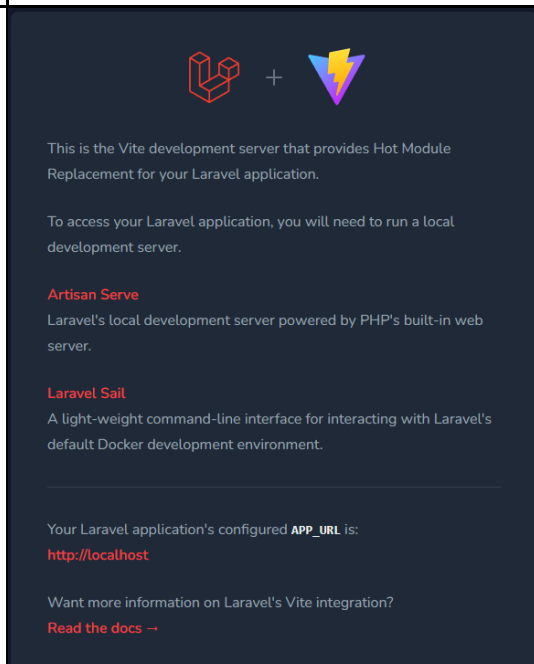 This is the Vite development server that provides Hot Module
Replacement for your Laravel application.
To access your Laravel application, you will need to run a local
development server.
Artisan Serve
Laravel's local development server powered by PHP's built-in web
server.
Laravel Sail
A light-weight command-line interface for interacting with Laravel's
default Docker development environment.
Your Laravel application's configured APP_URL is:
http://localhost
Want more information on Laravel's Vite integration?
Read the docs →